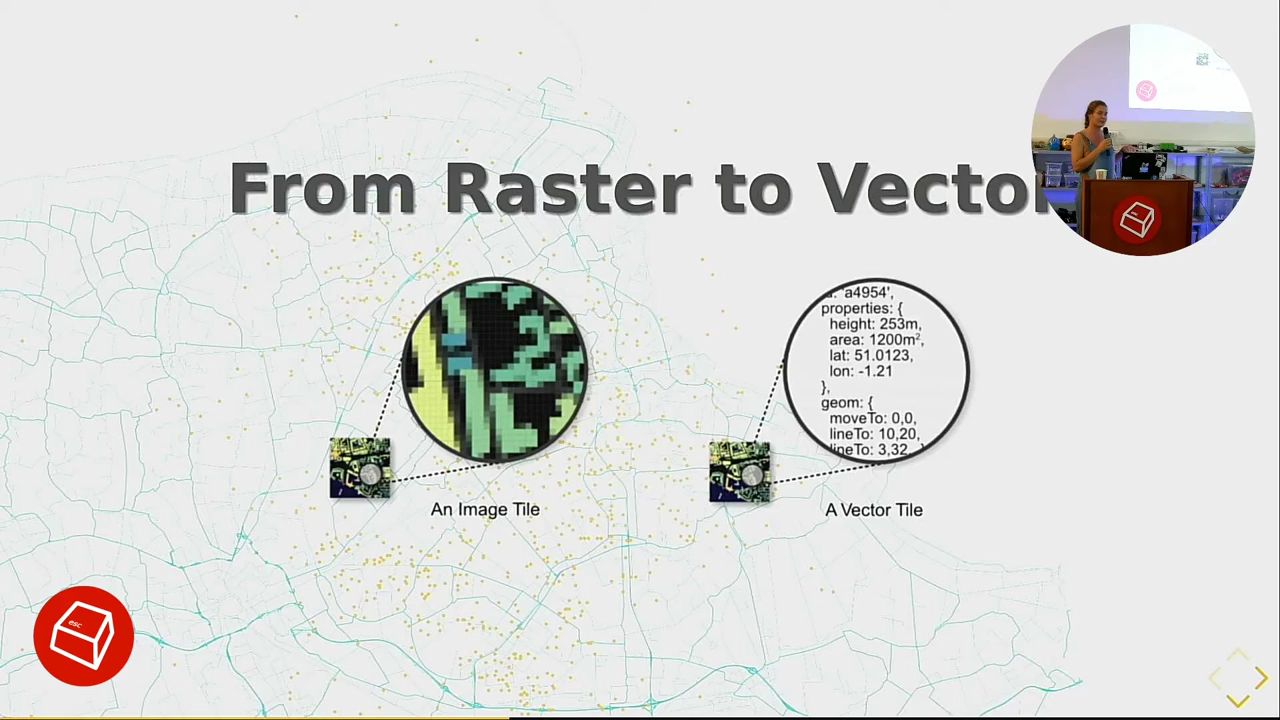 From Raster to Vector
'a4954',
properties: {
height: 253m,
area: 1200m²,
lat: 51.0123,
lon: -1.21
},
geom: {
moveTo: 0,0,
lineTo: 10,20,
lineTo: 3,32,
An Image Tile
A Vector Tile
esc